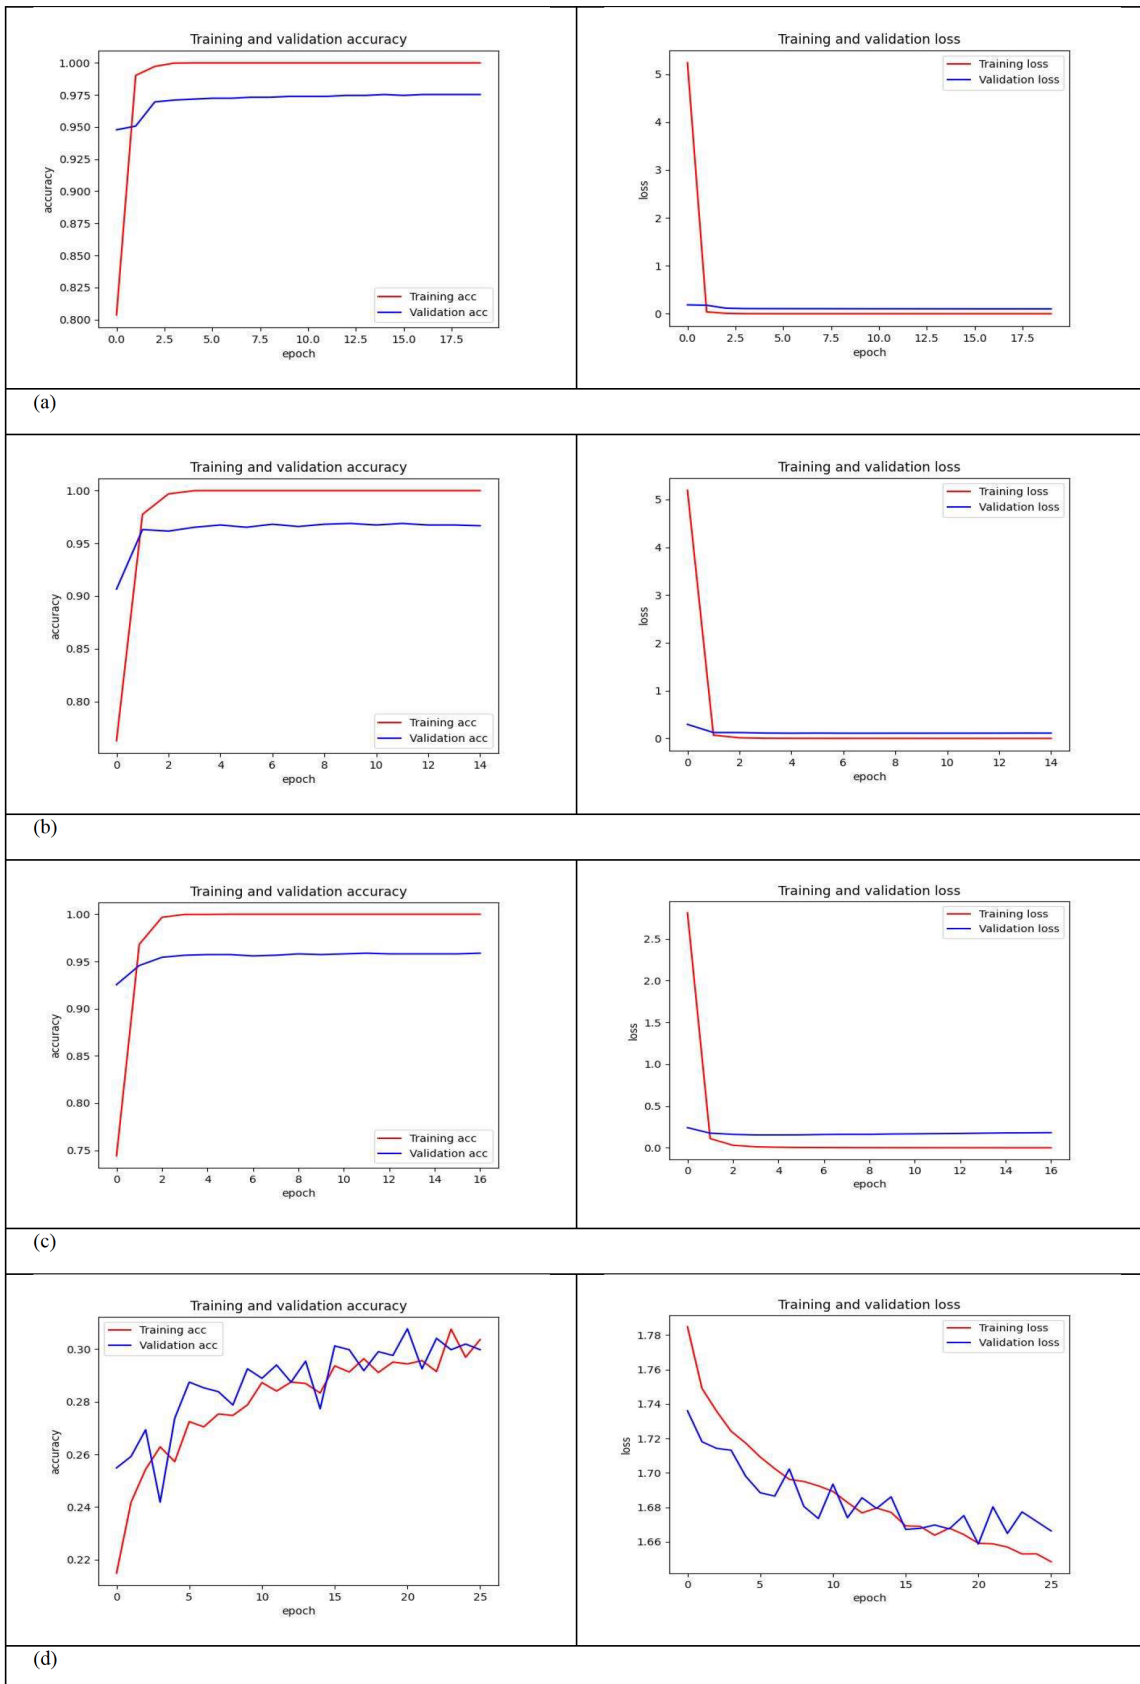 Training and validation accuracy
1.000
0.975
0.950
0.925
0.900
0.875
0.850
0.825
0.800
accuracy
Training acc
Validation acc
0.0 2.5 5.0 7.5 10.0 12.5 15.0 17.5
epoch
Training and validation loss
5
4
3
2
1
0
loss
Training loss
Validation loss
0.0 2.5 5.0 7.5 10.0 12.5 15.0 17.5
epoch
(a)
Training and validation accuracy
1.00
0.95
0.90
0.85
0.80
accuracy
Training acc
Validation acc
0 2 4 6 8 10 12 14
epoch
Training and validation loss
5
4
3
2
1
0
loss
Training loss
Validation loss
0 2 4 6 8 10 12 14
epoch
(b)
Training and validation accuracy
1.00
0.95
0.90
0.85
0.80
0.75
accuracy
Training acc
Validation acc
0 2 4 6 8 10 12 14 16
epoch
Training and validation loss
2.5
2.0
1.5
1.0
0.5
0.0
loss
Training loss
Validation loss
0 2 4 6 8 10 12 14 16
epoch
(c)
Training and validation accuracy
Training acc
Validation acc
0.30
0.28
0.26
0.24
0.22
accuracy
0 5 10 15 20 25
epoch
Training and validation loss
Training loss
Validation loss
1.78
1.76
1.74
1.72
1.70
1.68
1.66
loss
0 5 10 15 20 25
epoch
(d)